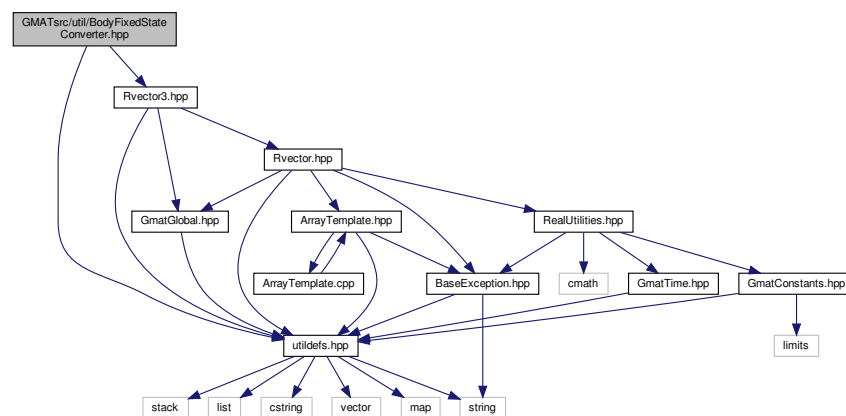 GMATsrc/util/BodyFixedState
Converter.hpp
Rvector3.hpp
Rvector.hpp
GmatGlobal.hpp
ArrayTemplate.hpp
RealUtilities.hpp
ArrayTemplate.cpp
BaseException.hpp
cmath
GmatTime.hpp
GmatConstants.hpp
utildefs.hpp
limits
stack
list
cstring
vector
map
string